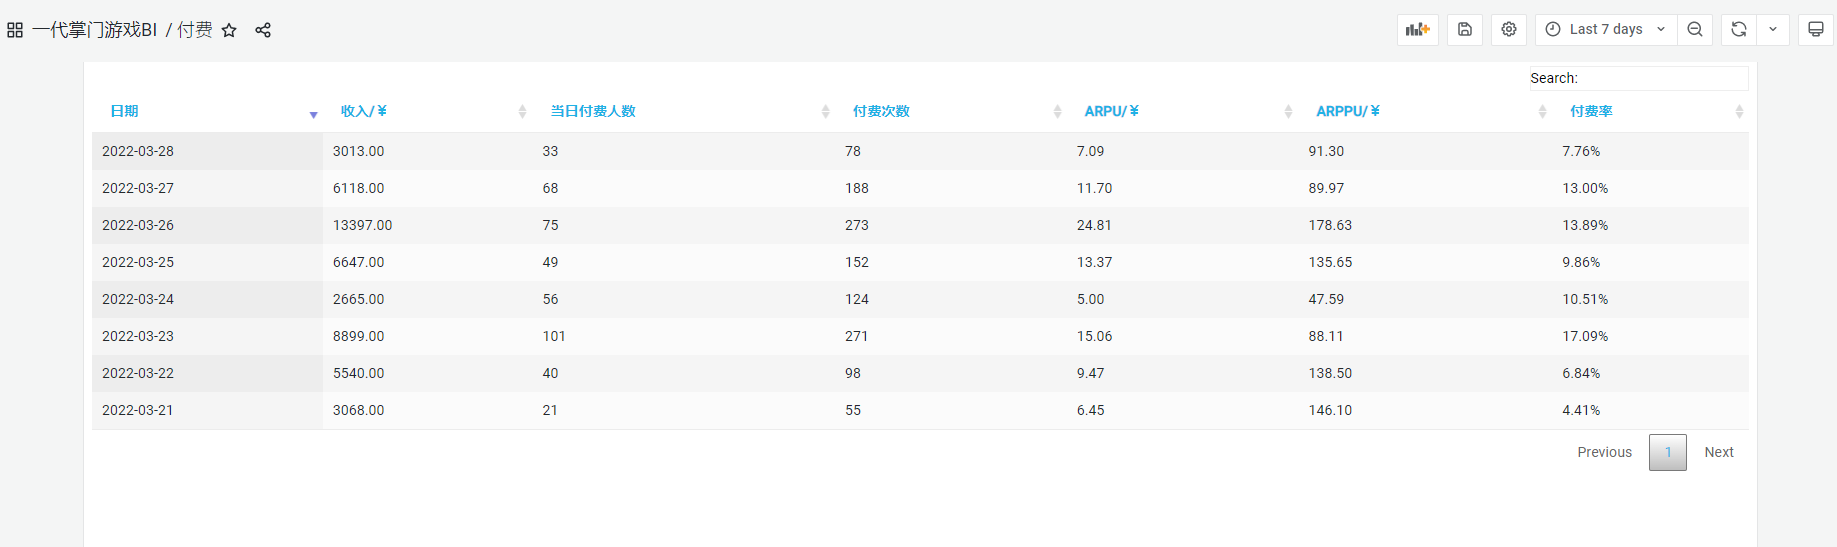 一代掌门游戏BI / 付费
Last 7 days
Search:
日期 收入/￥ 当日付费人数 付费次数 ARPU/￥ ARPPU/￥ 付费率
2022-03-28 3013.00 33 78 7.09 91.30 7.76%
2022-03-27 6118.00 68 188 11.70 89.97 13.00%
2022-03-26 13397.00 75 273 24.81 178.63 13.89%
2022-03-25 6647.00 49 152 13.37 135.65 9.86%
2022-03-24 2665.00 56 124 5.00 47.59 10.51%
2022-03-23 8899.00 101 271 15.06 88.11 17.09%
2022-03-22 5540.00 40 98 9.47 138.50 6.84%
2022-03-21 3068.00 21 55 6.45 146.10 4.41%
Previous 1 Next